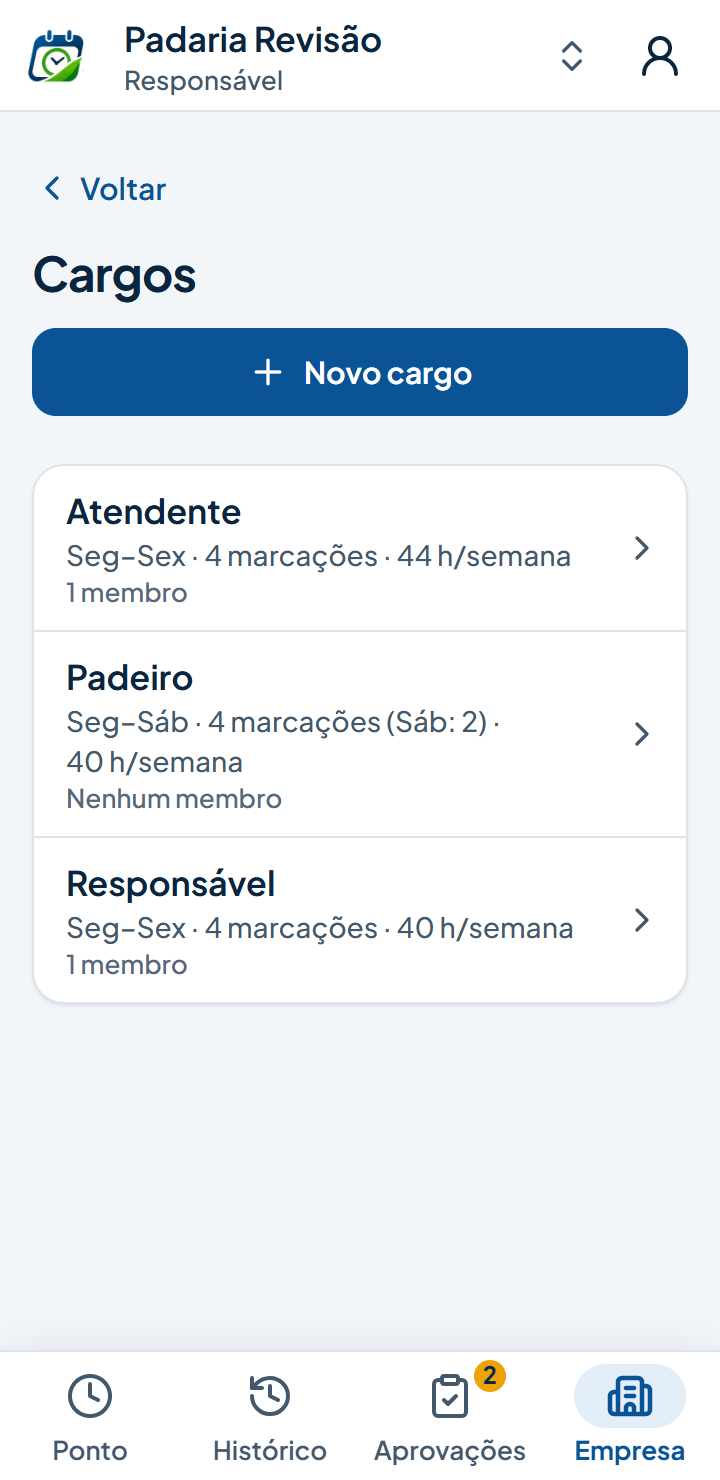 Padaria Revisão
Responsável
Voltar
Cargos
Novo cargo
Atendente
Seg–Sex · 4 marcações · 44 h/semana
1 membro
Padeiro
Seg–Sáb · 4 marcações (Sáb: 2) ·
40 h/semana
Nenhum membro
Responsável
Seg–Sex · 4 marcações · 40 h/semana
1 membro
2
Ponto
Histórico
Aprovações
Empresa